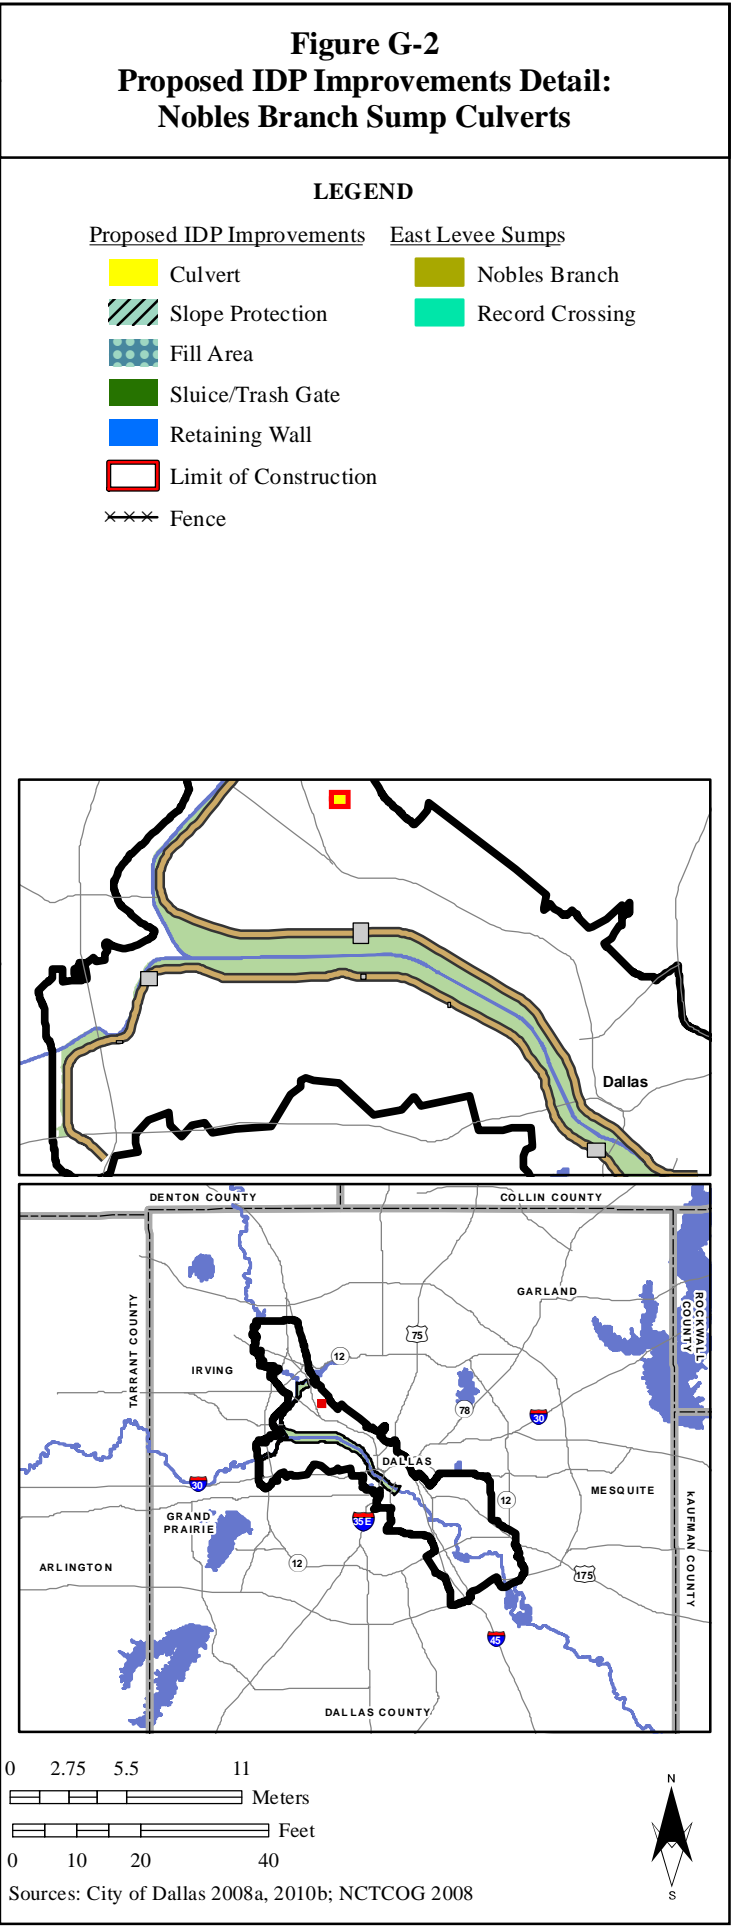 Figure G-2
Proposed IDP Improvements Detail:
Nobles Branch Sump Culverts
LEGEND
Proposed IDP Improvements
Culvert
Slope Protection
Fill Area
Sluice/Trash Gate
Retaining Wall
Limit of Construction
Fence
East Levee Sumps
Nobles Branch
Record Crossing
Dallas
DENTON COUNTY
COLLIN COUNTY
TARRANT COUNTY
ROCKWALL
COUNTY
GARLAND
75
12
IRVING
78
30
DALLAS
30
MESQUITE
12
GRAND
PRAIRIE
35E
KAUFMAN COUNTY
ARLINGTON
12
175
45
DALLAS COUNTY
0 2.75 5.5 11
Meters
Feet
0 10 20 40
N
S
Sources: City of Dallas 2008a, 2010b; NCTCOG 2008